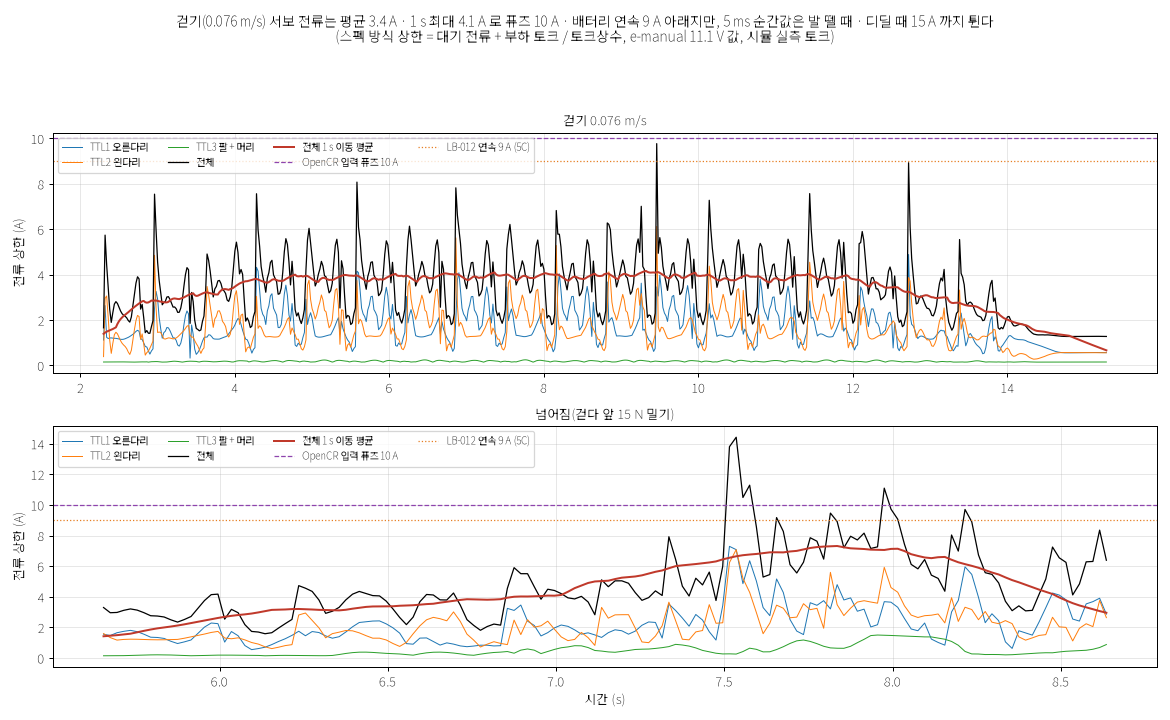 걷기(0.076 m/s) 서보 전류는 평균 3.4 A · 1 s 최대 4.1 A 로 퓨즈 10 A · 배터리 연속 9 A 아래지만, 5 ms 순간값은 발 뗄 때 · 디딜 때 15 A 까지 튄다
(스펙 방식 상한 = 대기 전류 + 부하 토크 / 토크상수, e-manual 11.1 V 값, 시뮬 실측 토크)
걷기 0.076 m/s
TTL1 오른다리 TTL3 팔 + 머리 전체 1 s 이동 평균 LB-012 연속 9 A (5C)
TTL2 왼다리 전체 OpenCR 입력 퓨즈 10 A
전류 상한 (A)
10
8
6
4
2
0
2 4 6 8 10 12 14
넘어짐(걷다 앞 15 N 밀기)
TTL1 오른다리 TTL3 팔 + 머리 전체 1 s 이동 평균 LB-012 연속 9 A (5C)
TTL2 왼다리 전체 OpenCR 입력 퓨즈 10 A
전류 상한 (A)
14
12
10
8
6
4
2
0
6.0 6.5 7.0 7.5 8.0 8.5
시간 (s)